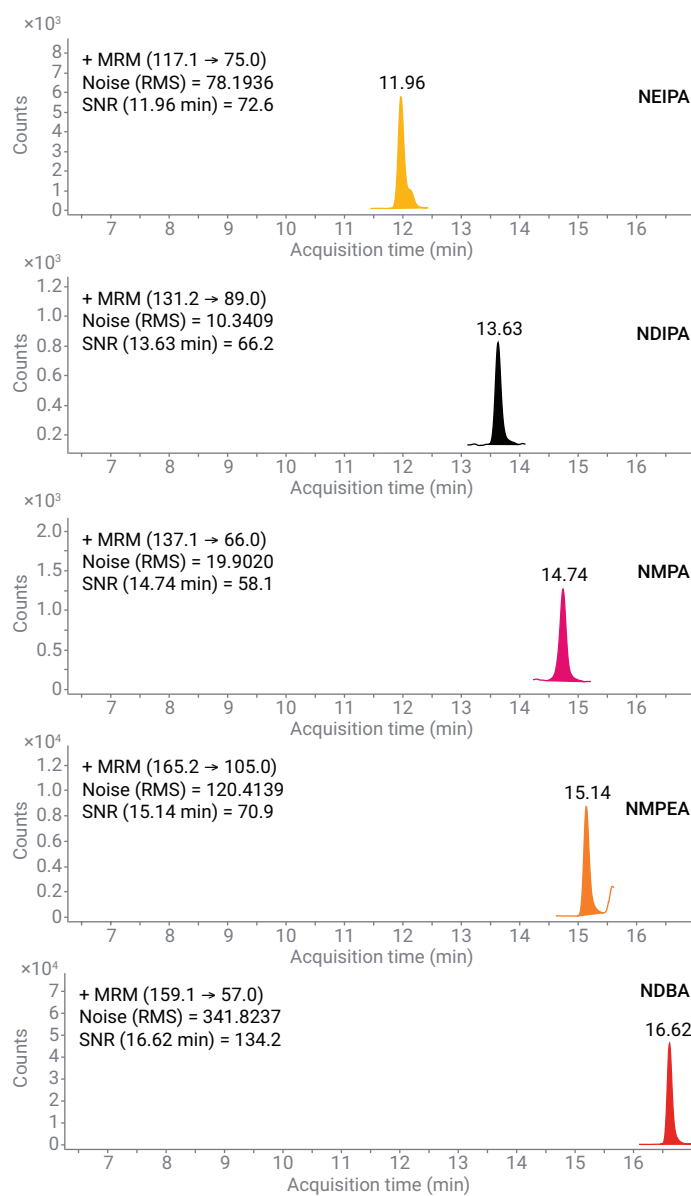 ×10³
8
7
6
5
4
3
2
1
0
Counts
+ MRM (117.1 → 75.0)
Noise (RMS) = 78.1936
SNR (11.96 min) = 72.6
11.96
NEIPA
7 8 9 10 11 12 13 14 15 16
Acquisition time (min)
×10³
1.2
1.0
0.8
0.6
0.4
0.2
Counts
+ MRM (131.2 → 89.0)
Noise (RMS) = 10.3409
SNR (13.63 min) = 66.2
13.63
NDIPA
7 8 9 10 11 12 13 14 15 16
Acquisition time (min)
×10³
2.0
1.5
1.0
0.5
0
Counts
+ MRM (137.1 → 66.0)
Noise (RMS) = 19.9020
SNR (14.74 min) = 58.1
14.74
NMPA
7 8 9 10 11 12 13 14 15 16
Acquisition time (min)
×10⁴
1.2
1.0
0.8
0.6
0.4
0.2
0
Counts
+ MRM (165.2 → 105.0)
Noise (RMS) = 120.4139
SNR (15.14 min) = 70.9
15.14
NMPEA
7 8 9 10 11 12 13 14 15 16
Acquisition time (min)
×10⁴
7
6
5
4
3
2
1
0
Counts
+ MRM (159.1 → 57.0)
Noise (RMS) = 341.8237
SNR (16.62 min) = 134.2
NDBA
16.62
7 8 9 10 11 12 13 14 15 16
Acquisition time (min)